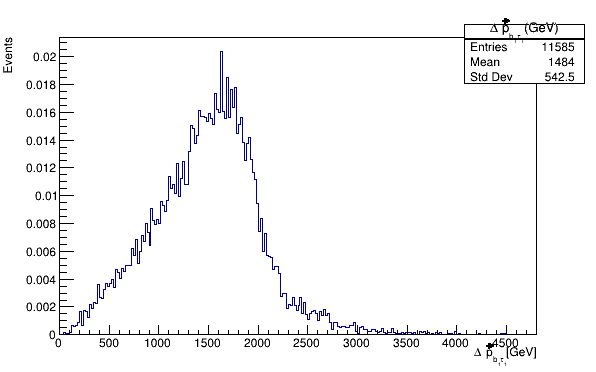 Δ p⃗ b₁τ₁ (GeV)
Entries 11585
Mean 1484
Std Dev 542.5
Events
0.02
0.018
0.016
0.014
0.012
0.01
0.008
0.006
0.004
0.002
0
0 500 1000 1500 2000 2500 3000 3500 4000 4500
Δ p⃗ b₁τ₁ [GeV]